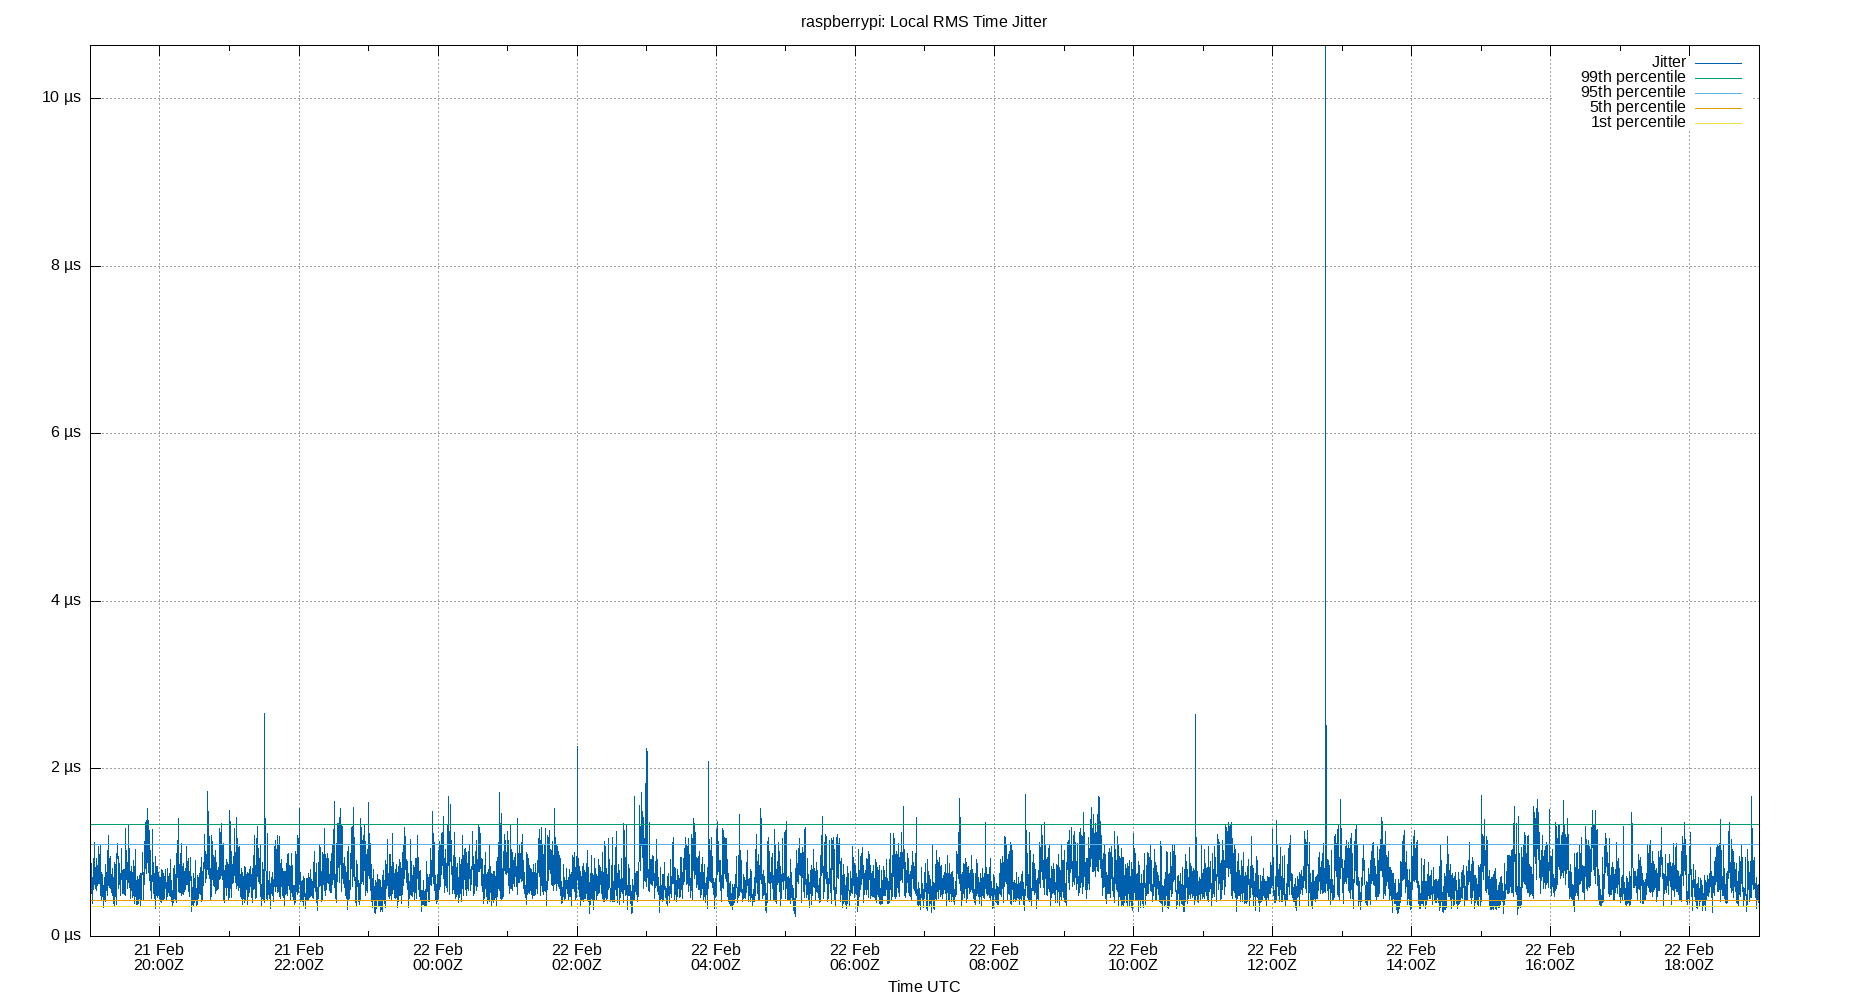 raspberrypi: Local RMS Time Jitter
Jitter
99th percentile
95th percentile
5th percentile
1st percentile
10 µs
8 µs
6 µs
4 µs
2 µs
0 µs
21 Feb 21 Feb 22 Feb 22 Feb 22 Feb 22 Feb 22 Feb 22 Feb 22 Feb 22 Feb 22 Feb 22 Feb
20:00Z 22:00Z 00:00Z 02:00Z 04:00Z 06:00Z 08:00Z 10:00Z 12:00Z 14:00Z 16:00Z 18:00Z
Time UTC